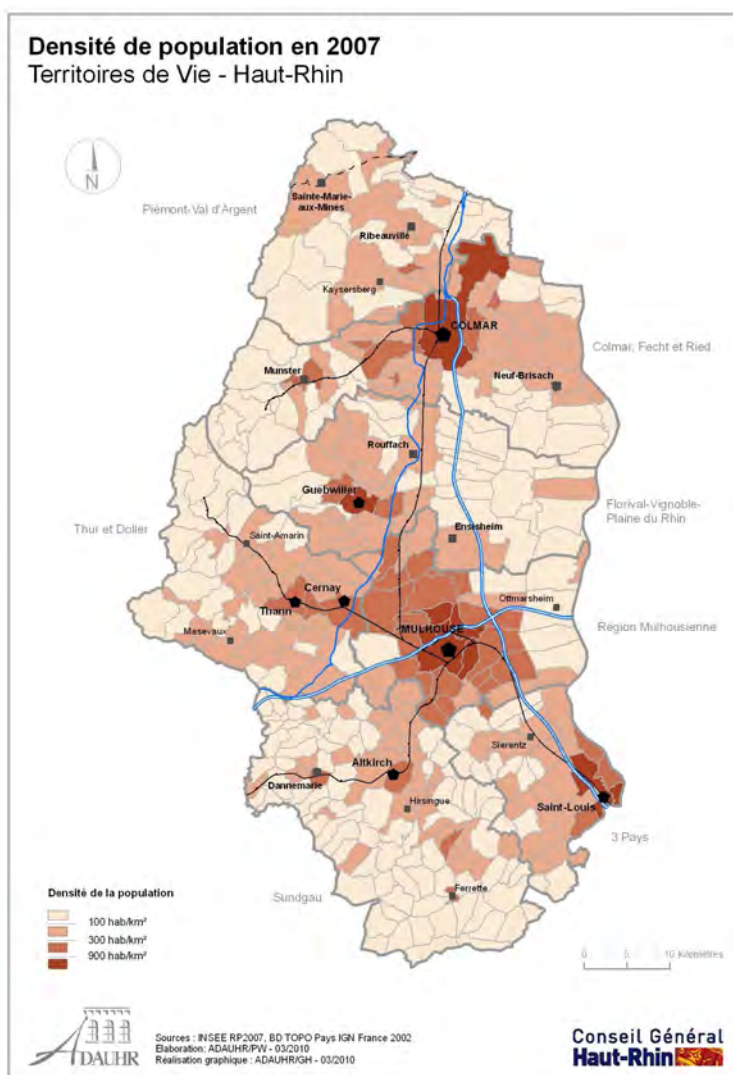 Densité de population en 2007
Territoires de Vie - Haut-Rhin
N
Piémont-Val d'Argent
Sainte-Marie-
aux-Mines
Ribeauvillé
Kaysersberg
COLMAR
Colmar, Fecht et Ried
Munster
Neuf-Brisach
Rouffach
Guebwiller
Florival-Vignoble-
Plaine du Rhin
Thur et Doller
Saint-Amarin
Ensisheim
Cernay
Thann
Ottmarsheim
Région Mulhousienne
MULHOUSE
Masevaux
Sierentz
Altkirch
Dannemarie
Hirsingue
Saint-Louis
3 Pays
Sundgau
Ferrette
Densité de la population
100 hab/km²
300 hab/km²
900 hab/km²
0 5 10 Kilomètres
ADAUHR
Sources : INSEE RP2007, BD TOPO Pays IGN France 2002
Elaboration: ADAUHR/PW - 03/2010
Réalisation graphique : ADAUHR/GH - 03/2010
Conseil Général
Haut-Rhin